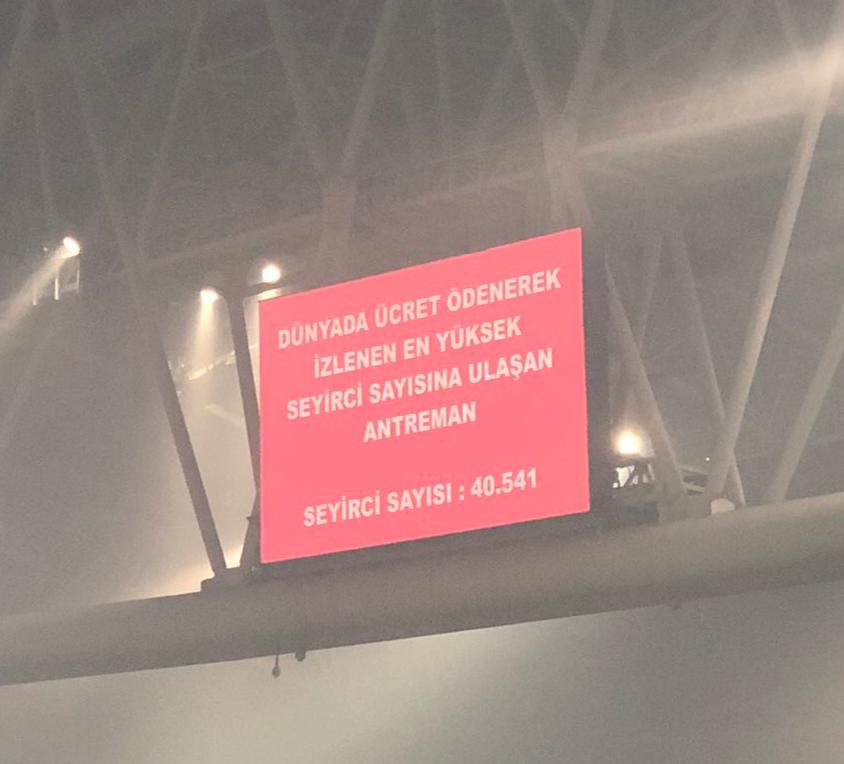 DÜNYADA ÜCRET ÖDENEREK
İZLENEN EN YÜKSEK
SEYİRCİ SAYISINA ULAŞAN
ANTREMAN
SEYİRCİ SAYISI : 40.541